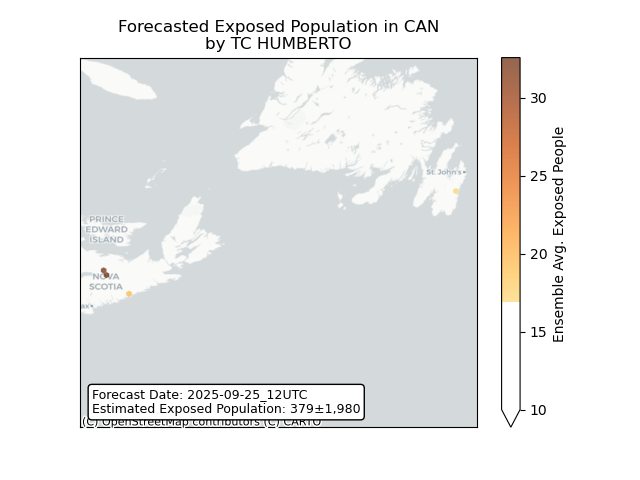 Forecasted Exposed Population in CAN
by TC HUMBERTO
St. John's
PRINCE
EDWARD
ISLAND
NOVA
SCOTIA
30
25
20
15
10
Ensemble Avg. Exposed People
Forecast Date: 2025-09-25_12UTC
Estimated Exposed Population: 379±1,980
(C) OpenStreetMap contributors (C) CARTO